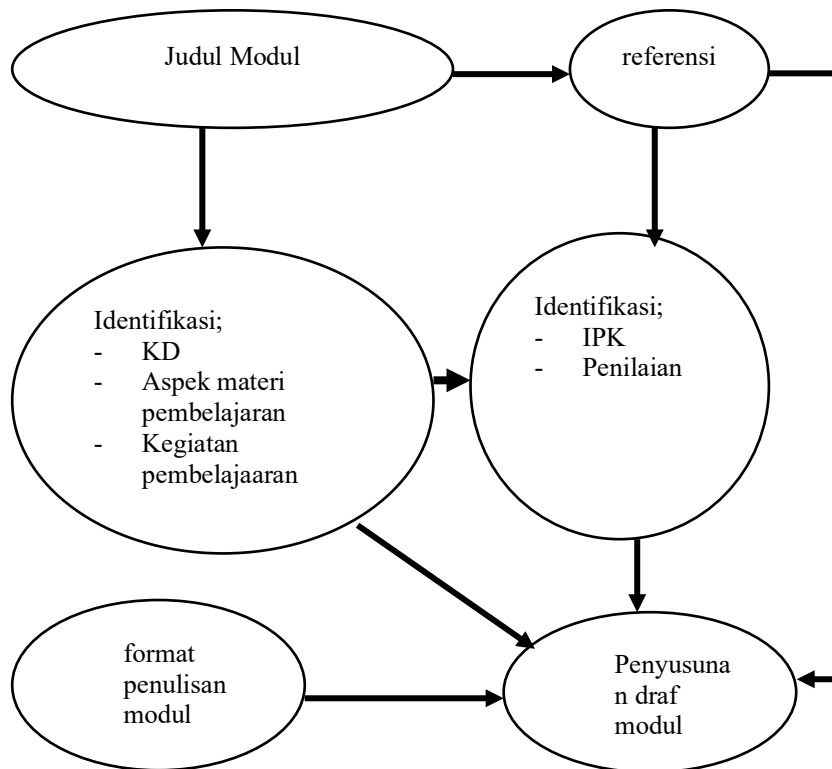 Judul Modul
referensi
Identifikasi;
- KD
- Aspek materi
pembelajaran
- Kegiatan
pembelajaaran
Identifikasi;
- IPK
- Penilaian
format
penulisan
modul
Penyusuna
n draf
modul